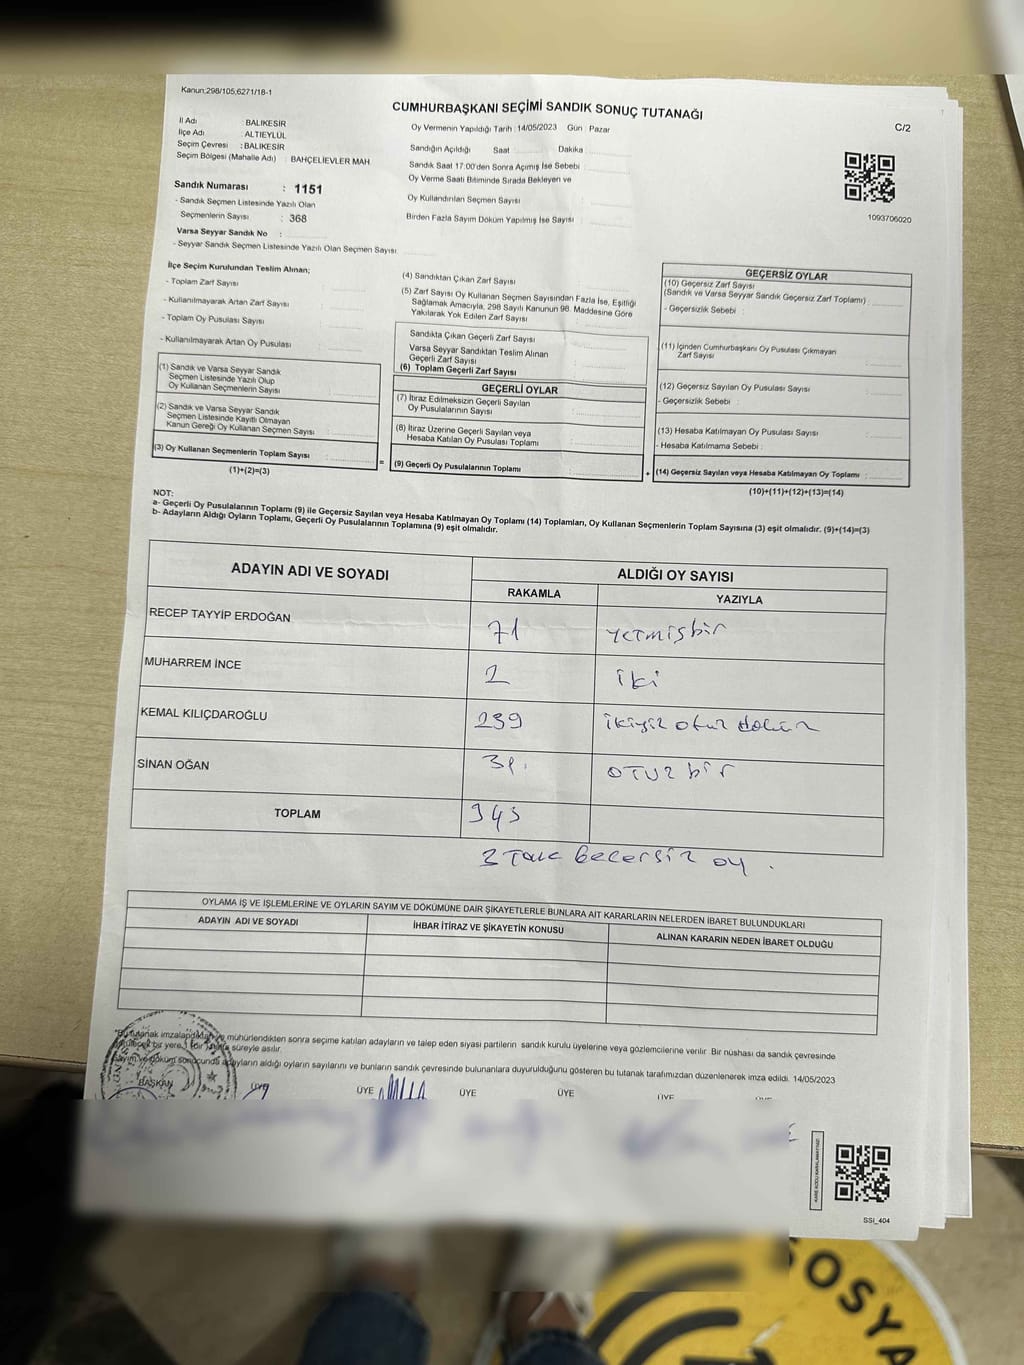 Kanun:298/105,6271/18-1
CUMHURBAŞKANI SEÇİMİ SANDIK SONUÇ TUTANAĞI
C/2
İl Adı : BALIKESİR
İlçe Adı : ALTIEYLÜL
Seçim Çevresi : BALIKESİR
Seçim Bölgesi (Mahalle Adı) : BAHÇELİEVLER MAH
Sandık Numarası : 1151
- Sandık Seçmen Listesinde Yazılı Olan
Seçmenlerin Sayısı : 368
Varsa Seyyar Sandık No :
- Seyyar Sandık Seçmen Listesinde Yazılı Olan Seçmen Sayısı
Oy Vermenin Yapıldığı Tarih : 14/05/2023 Gün : Pazar
Sandığın Açıldığı Saat Dakika
Sandık Saat 17:00'den Sonra Açımış İse Sebebi
Oy Verme Saati Bitiminde Sırada Bekleyen ve
Oy Kullandırılan Seçmen Sayısı :
Birden Fazla Sayım Döküm Yapılmış İse Sayısı
1093706020
İlçe Seçim Kurulundan Teslim Alınan;
- Toplam Zarf Sayısı :
- Kullanılmayarak Artan Zarf Sayısı :
- Toplam Oy Pusulası Sayısı :
- Kullanılmayarak Artan Oy Pusulası :
(1) Sandık ve Varsa Seyyar Sandık
Seçmen Listesinde Yazılı Olup
Oy Kullanan Seçmenlerin Sayısı :
(2) Sandık ve Varsa Seyyar Sandık
Seçmen Listesinde Kayıtlı Olmayan
Kanun Gereği Oy Kullanan Seçmen Sayısı :
(3) Oy Kullanan Seçmenlerin Toplam Sayısı :
(1)+(2)=(3)
=
(4) Sandıktan Çıkan Zarf Sayısı
(5) Zarf Sayısı Oy Kullanan Seçmen Sayısından Fazla İse, Eşitliği
Sağlamak Amacıyla, 298 Sayılı Kanunun 98. Maddesine Göre
Yakılarak Yok Edilen Zarf Sayısı
Sandıkta Çıkan Geçerli Zarf Sayısı
Varsa Seyyar Sandıktan Teslim Alınan
Geçerli Zarf Sayısı
(6) Toplam Geçerli Zarf Sayısı
GEÇERLİ OYLAR
(7) İtiraz Edilmeksizin Geçerli Sayılan
Oy Pusulalarının Sayısı :
(8) İtiraz Üzerine Geçerli Sayılan veya
Hesaba Katılan Oy Pusulası Toplamı :
(9) Geçerli Oy Pusulalarının Toplamı :
+
GEÇERSİZ OYLAR
(10) Geçersiz Zarf Sayısı
(Sandık ve Varsa Seyyar Sandık Geçersiz Zarf Toplamı)
- Geçersizlik Sebebi :
(11) İçinden Cumhurbaşkanı Oy Pusulası Çıkmayan
Zarf Sayısı
(12) Geçersiz Sayılan Oy Pusulası Sayısı :
- Geçersizlik Sebebi :
(13) Hesaba Katılmayan Oy Pusulası Sayısı :
- Hesaba Katılmama Sebebi :
(14) Geçersiz Sayılan veya Hesaba Katılmayan Oy Toplamı :
(10)+(11)+(12)+(13)=(14)
NOT:
a- Geçerli Oy Pusulalarının Toplamı (9) ile Geçersiz Sayılan veya Hesaba Katılmayan Oy Toplamı (14) Toplamları, Oy Kullanan Seçmenlerin Toplam Sayısına (3) eşit olmalıdır. (9)+(14)=(3)
b- Adayların Aldığı Oyların Toplamı, Geçerli Oy Pusulalarının Toplamına (9) eşit olmalıdır.
ADAYIN ADI VE SOYADI
ALDIĞI OY SAYISI
RAKAMLA YAZIYLA
RECEP TAYYİP ERDOĞAN 71 yetmişbir
MUHARREM İNCE 2 iki
KEMAL KILIÇDAROĞLU 239 ikiyüz otuz dokuz
SİNAN OĞAN 31 OTUZ bir
TOPLAM 343
3 Tane Geçersiz oy.
OYLAMA İŞ VE İŞLEMLERİNE VE OYLARIN SAYIM VE DÖKÜMÜNE DAİR ŞİKAYETLERLE BUNLARA AİT KARARLARIN NELERDEN İBARET BULUNDUKLARI
ADAYIN ADI VE SOYADI İHBAR İTİRAZ VE ŞİKAYETİN KONUSU ALINAN KARARIN NEDEN İBARET OLDUĞU
mühürlendikten sonra seçime katılan adayların ve talep eden siyasi partilerin sandık kurulu üyelerine veya gözlemcilerine verilir. Bir nüshası da sandık çevresinde
bir yere, süreyle asılır.
adayların aldığı oyların sayılarını ve bunların sandık çevresinde bulunanlara duyurulduğunu gösteren bu tutanak tarafımızdan düzenlenerek imza edildi. 14/05/2023
BAŞKAN ÜYE ÜYE ÜYE ÜYE ÜYE
SSI_404
SOSYA